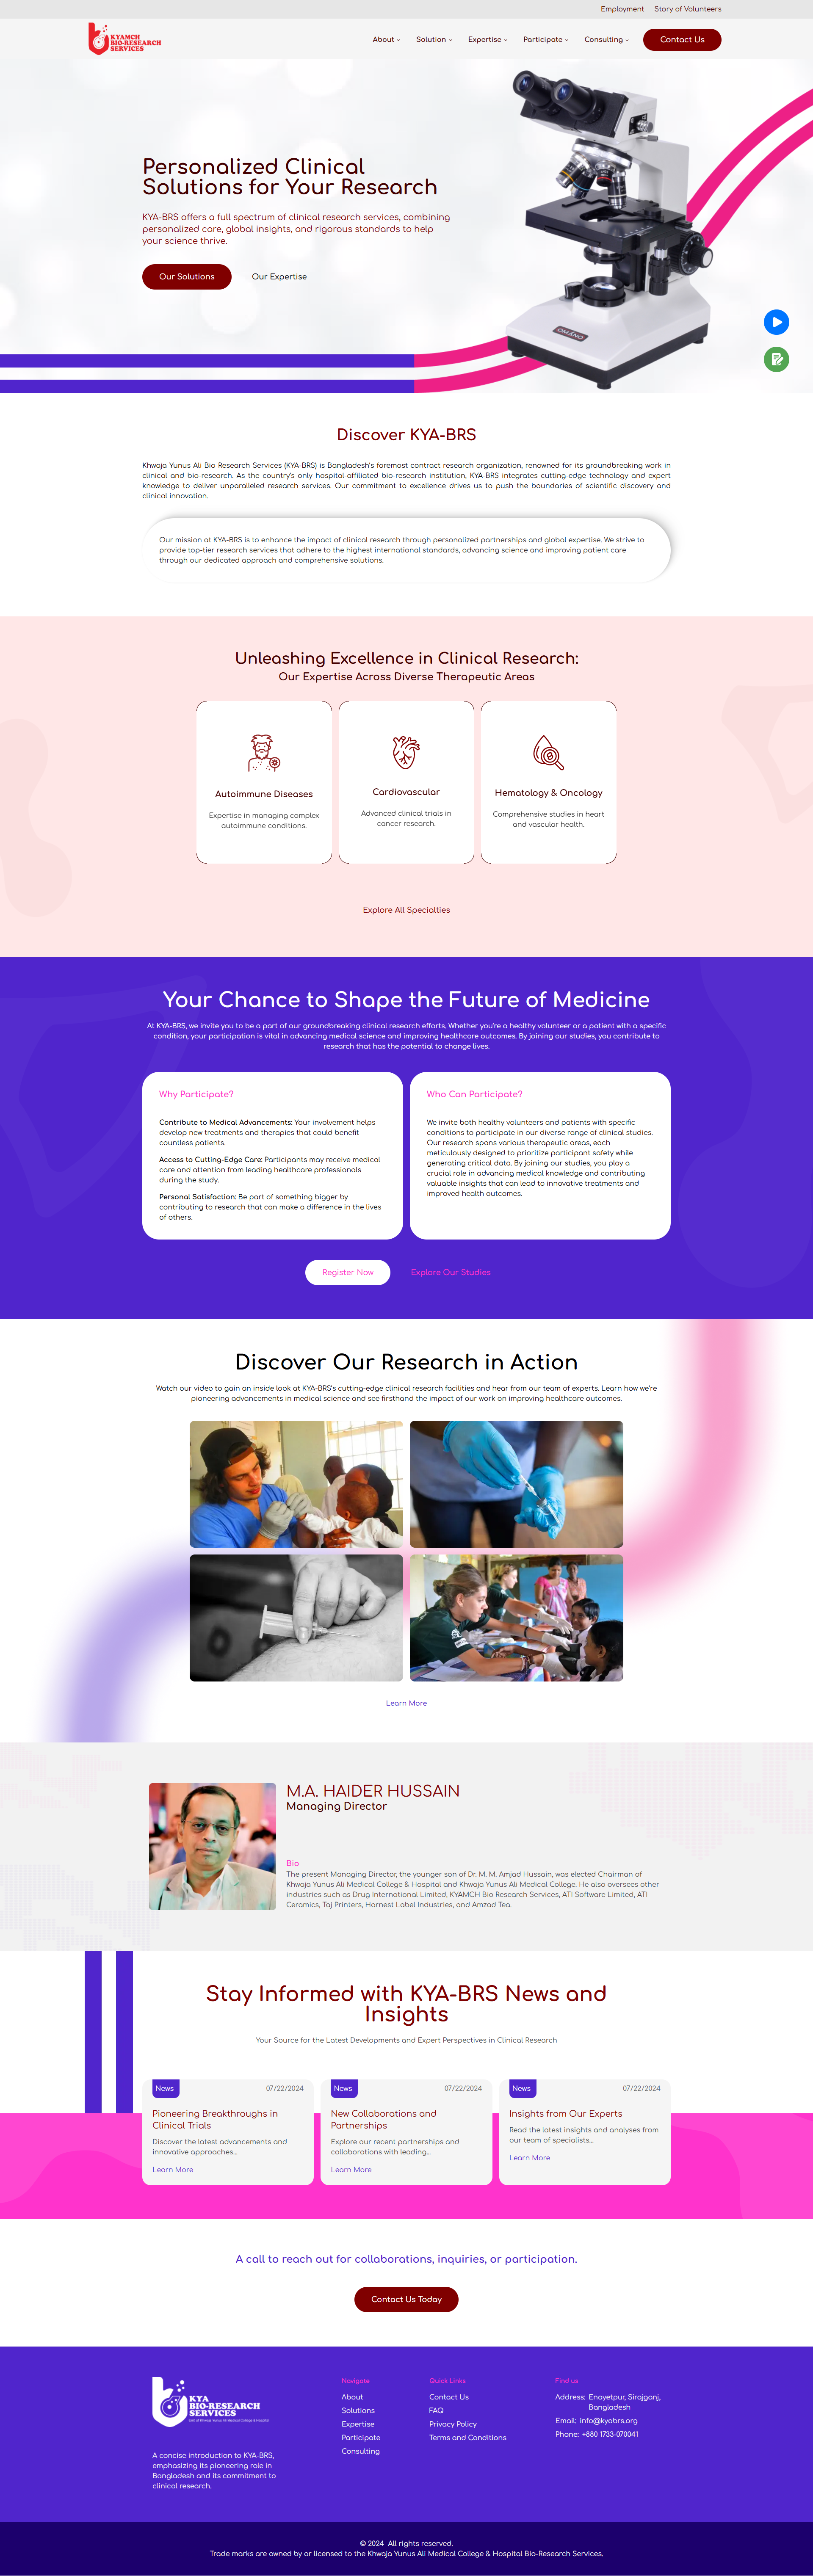 Employment Story of Volunteers
KYAMCH
BIO-RESEARCH
SERVICES
About Solution Expertise Participate Consulting Contact Us
Personalized Clinical
Solutions for Your Research
KYA-BRS offers a full spectrum of clinical research services, combining
personalized care, global insights, and rigorous standards to help
your science thrive.
Our Solutions Our Expertise
OMANO
Discover KYA-BRS
Khwaja Yunus Ali Bio Research Services (KYA-BRS) is Bangladesh's foremost contract research organization, renowned for its groundbreaking work in
clinical and bio-research. As the country's only hospital-affiliated bio-research institution, KYA-BRS integrates cutting-edge technology and expert
knowledge to deliver unparalleled research services. Our commitment to excellence drives us to push the boundaries of scientific discovery and
clinical innovation.
Our mission at KYA-BRS is to enhance the impact of clinical research through personalized partnerships and global expertise. We strive to
provide top-tier research services that adhere to the highest international standards, advancing science and improving patient care
through our dedicated approach and comprehensive solutions.
Unleashing Excellence in Clinical Research:
Our Expertise Across Diverse Therapeutic Areas
Autoimmune Diseases
Expertise in managing complex
autoimmune conditions.
Cardiovascular
Advanced clinical trials in
cancer research.
Hematology & Oncology
Comprehensive studies in heart
and vascular health.
Explore All Specialties
Your Chance to Shape the Future of Medicine
At KYA-BRS, we invite you to be a part of our groundbreaking clinical research efforts. Whether you're a healthy volunteer or a patient with a specific
condition, your participation is vital in advancing medical science and improving healthcare outcomes. By joining our studies, you contribute to
research that has the potential to change lives.
Why Participate?
Contribute to Medical Advancements: Your involvement helps
develop new treatments and therapies that could benefit
countless patients.
Access to Cutting-Edge Care: Participants may receive medical
care and attention from leading healthcare professionals
during the study.
Personal Satisfaction: Be part of something bigger by
contributing to research that can make a difference in the lives
of others.
Who Can Participate?
We invite both healthy volunteers and patients with specific
conditions to participate in our diverse range of clinical studies.
Our research spans various therapeutic areas, each
meticulously designed to prioritize participant safety while
generating critical data. By joining our studies, you play a
crucial role in advancing medical knowledge and contributing
valuable insights that can lead to innovative treatments and
improved health outcomes.
Register Now Explore Our Studies
Discover Our Research in Action
Watch our video to gain an inside look at KYA-BRS's cutting-edge clinical research facilities and hear from our team of experts. Learn how we're
pioneering advancements in medical science and see firsthand the impact of our work on improving healthcare outcomes.
Learn More
M.A. HAIDER HUSSAIN
Managing Director
Bio
The present Managing Director, the younger son of Dr. M. M. Amjad Hussain, was elected Chairman of
Khwaja Yunus Ali Medical College & Hospital and Khwaja Yunus Ali Medical College. He also oversees other
industries such as Drug International Limited, KYAMCH Bio Research Services, ATI Software Limited, ATI
Ceramics, Taj Printers, Harnest Label Industries, and Amzad Tea.
Stay Informed with KYA-BRS News and
Insights
Your Source for the Latest Developments and Expert Perspectives in Clinical Research
News 07/22/2024
Pioneering Breakthroughs in
Clinical Trials
Discover the latest advancements and
innovative approaches...
Learn More
News 07/22/2024
New Collaborations and
Partnerships
Explore our recent partnerships and
collaborations with leading...
Learn More
News 07/22/2024
Insights from Our Experts
Read the latest insights and analyses from
our team of specialists...
Learn More
A call to reach out for collaborations, inquiries, or participation.
Contact Us Today
KYA
BIO-RESEARCH
SERVICES
Unit of Khwaja Yunus Ali Medical College & Hospital
A concise introduction to KYA-BRS,
emphasizing its pioneering role in
Bangladesh and its commitment to
clinical research.
Navigate
About
Solutions
Expertise
Participate
Consulting
Quick Links
Contact Us
FAQ
Privacy Policy
Terms and Conditions
Find us
Address: Enayetpur, Sirajganj,
Bangladesh
Email: info@kyabrs.org
Phone: +880 1733-070041
© 2024 All rights reserved.
Trade marks are owned by or licensed to the Khwaja Yunus Ali Medical College & Hospital Bio-Research Services.